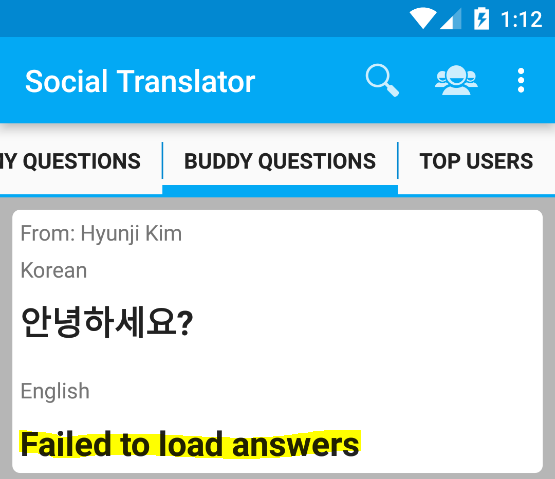 1:12
Social Translator
MY QUESTIONS BUDDY QUESTIONS TOP USERS
From: Hyunji Kim
Korean
안녕하세요?
English
Failed to load answers